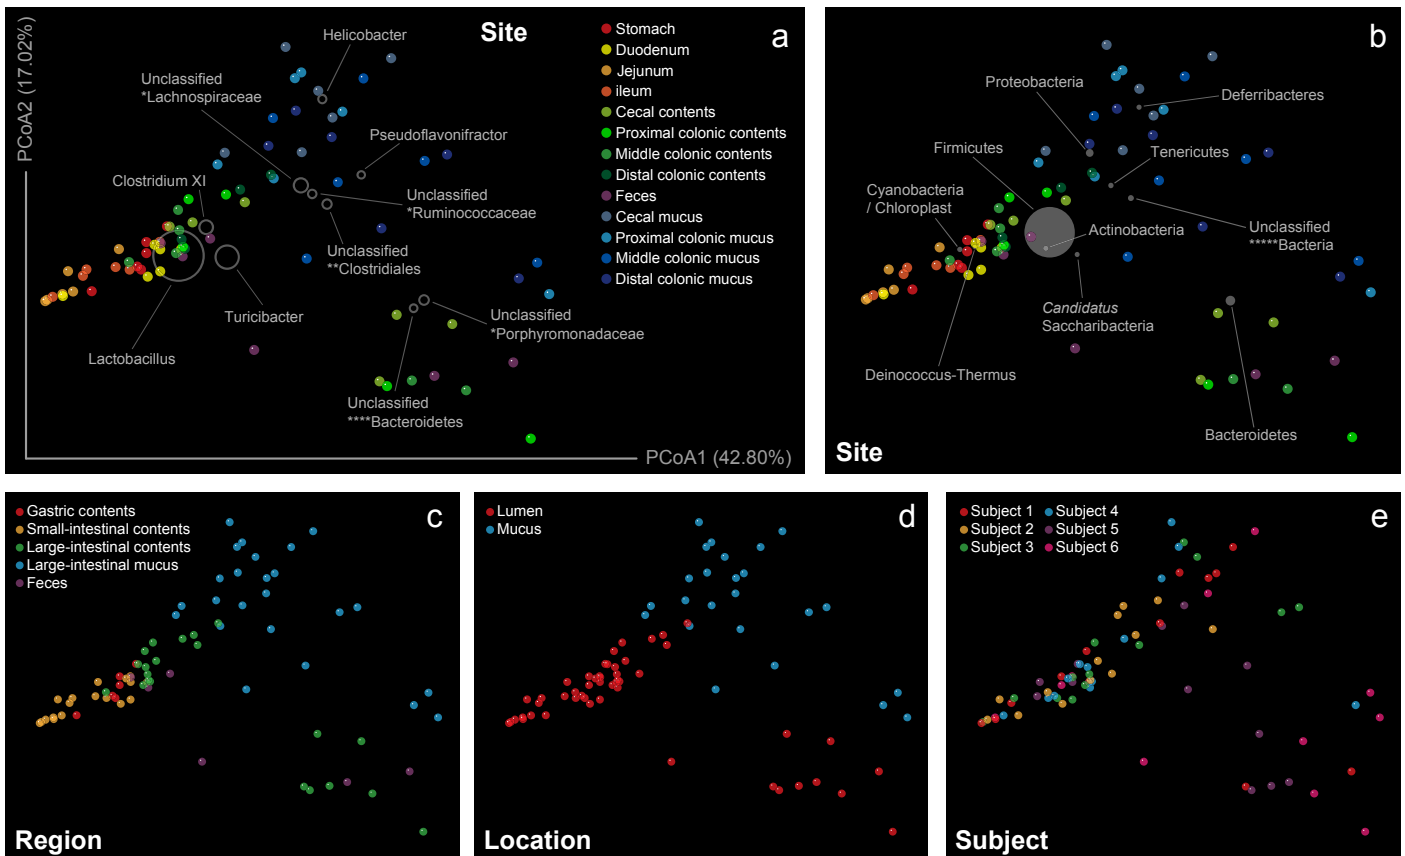 PCoA2 (17.02%)
PCoA1 (42.80%)
Site
a
Helicobacter
Unclassified
*Lachnospiraceae
Pseudoflavonifractor
Clostridium XI
Unclassified
*Ruminococcaceae
Unclassified
**Clostridiales
Turicibacter
Lactobacillus
Unclassified
*Porphyromonadaceae
Unclassified
****Bacteroidetes
Stomach
Duodenum
Jejunum
ileum
Cecal contents
Proximal colonic contents
Middle colonic contents
Distal colonic contents
Feces
Cecal mucus
Proximal colonic mucus
Middle colonic mucus
Distal colonic mucus
b
Proteobacteria
Deferribacteres
Firmicutes
Tenericutes
Cyanobacteria
/ Chloroplast
Actinobacteria
Unclassified
*****Bacteria
Candidatus
Saccharibacteria
Deinococcus-Thermus
Bacteroidetes
Site
c
Gastric contents
Small-intestinal contents
Large-intestinal contents
Large-intestinal mucus
Feces
Region
d
Lumen
Mucus
Location
e
Subject 1
Subject 2
Subject 3
Subject 4
Subject 5
Subject 6
Subject